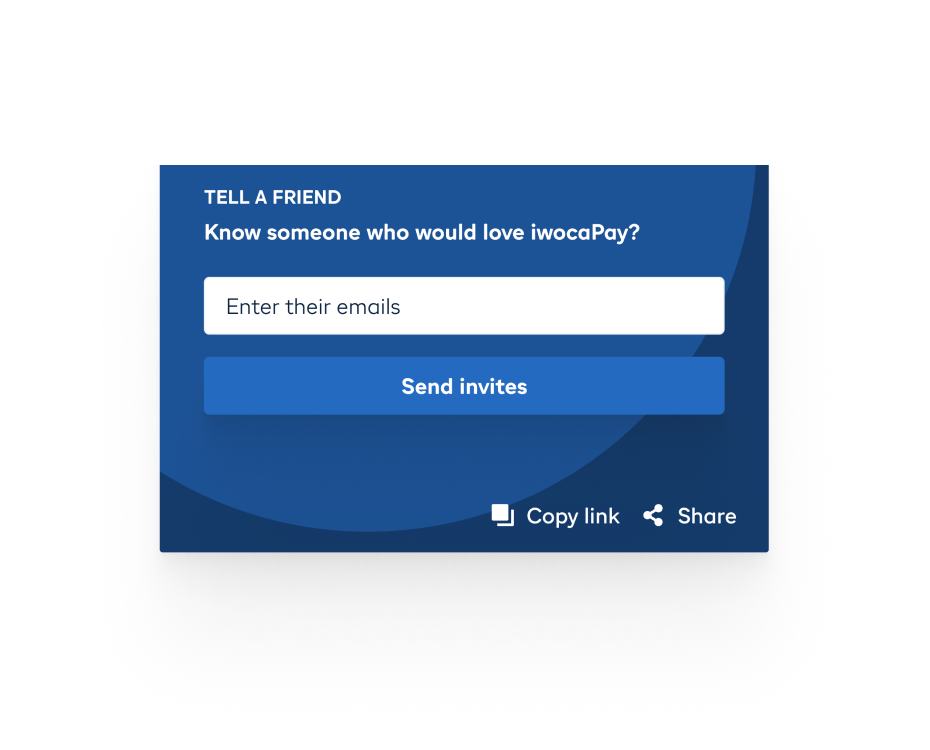 TELL A FRIEND
Know someone who would love iwocaPay?
Enter their emails
Send invites
Copy link Share